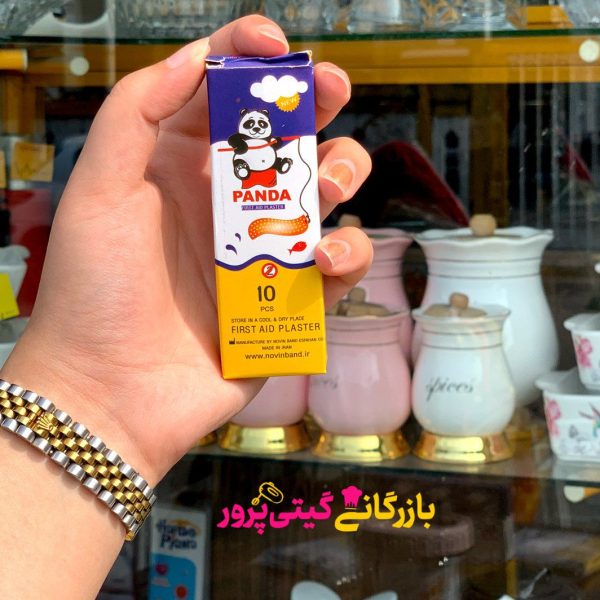 NEW
PANDA
FIRST AID PLASTER
10
PCS
STORE IN A COOL & DRY PLACE
FIRST AID PLASTER
MANUFACTURE BY NOVIN BAND ESFAHAN CO
MADE IN IRAN
www.novinband.ir
spices
بازرگانی گیتی‌پرور